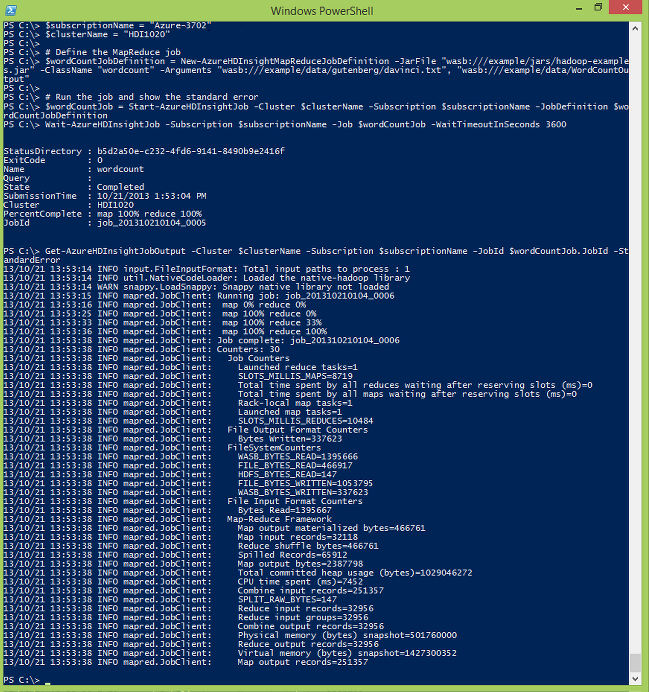 Windows PowerShell
PS C:\> $subscriptionName = "Azure-3702"
PS C:\> $clusterName = "HDI1020"
PS C:\>
PS C:\> # Define the MapReduce job
PS C:\> $wordCountJobDefinition = New-AzureHDInsightMapReduceJobDefinition -JarFile "wasb:///example/jars/hadoop-example
s.jar" -ClassName "wordcount" -Arguments "wasb:///example/data/gutenberg/davinci.txt", "wasb:///example/data/WordCountOu
tput"
PS C:\>
PS C:\> # Run the job and show the standard error
PS C:\> $wordCountJob = Start-AzureHDInsightJob -Cluster $clusterName -Subscription $subscriptionName -JobDefinition $wo
rdCountJobDefinition
PS C:\> Wait-AzureHDInsightJob -Subscription $subscriptionName -Job $wordCountJob -WaitTimeoutInSeconds 3600
StatusDirectory : b5d2a50e-c232-4fd6-9141-8490b9e2416f
ExitCode : 0
Name : wordcount
Query :
State : Completed
SubmissionTime : 10/21/2013 1:53:04 PM
Cluster : HDI1020
PercentComplete : map 100% reduce 100%
JobId : job_201310210104_0005
PS C:\> Get-AzureHDInsightJobOutput -Cluster $clusterName -Subscription $subscriptionName -JobId $wordCountJob.JobId -St
andardError
13/10/21 13:53:14 INFO input.FileInputFormat: Total input paths to process : 1
13/10/21 13:53:14 INFO util.NativeCodeLoader: Loaded the native-hadoop library
13/10/21 13:53:14 WARN snappy.LoadSnappy: Snappy native library not loaded
13/10/21 13:53:15 INFO mapred.JobClient: Running job: job_201310210104_0006
13/10/21 13:53:16 INFO mapred.JobClient: map 0% reduce 0%
13/10/21 13:53:25 INFO mapred.JobClient: map 100% reduce 0%
13/10/21 13:53:33 INFO mapred.JobClient: map 100% reduce 33%
13/10/21 13:53:36 INFO mapred.JobClient: map 100% reduce 100%
13/10/21 13:53:38 INFO mapred.JobClient: Job complete: job_201310210104_0006
13/10/21 13:53:38 INFO mapred.JobClient: Counters: 30
13/10/21 13:53:38 INFO mapred.JobClient: Job Counters
13/10/21 13:53:38 INFO mapred.JobClient: Launched reduce tasks=1
13/10/21 13:53:38 INFO mapred.JobClient: SLOTS_MILLIS_MAPS=8719
13/10/21 13:53:38 INFO mapred.JobClient: Total time spent by all reduces waiting after reserving slots (ms)=0
13/10/21 13:53:38 INFO mapred.JobClient: Total time spent by all maps waiting after reserving slots (ms)=0
13/10/21 13:53:38 INFO mapred.JobClient: Rack-local map tasks=1
13/10/21 13:53:38 INFO mapred.JobClient: Launched map tasks=1
13/10/21 13:53:38 INFO mapred.JobClient: SLOTS_MILLIS_REDUCES=10484
13/10/21 13:53:38 INFO mapred.JobClient: File Output Format Counters
13/10/21 13:53:38 INFO mapred.JobClient: Bytes Written=337623
13/10/21 13:53:38 INFO mapred.JobClient: FileSystemCounters
13/10/21 13:53:38 INFO mapred.JobClient: WASB_BYTES_READ=1395666
13/10/21 13:53:38 INFO mapred.JobClient: FILE_BYTES_READ=466917
13/10/21 13:53:38 INFO mapred.JobClient: HDFS_BYTES_READ=147
13/10/21 13:53:38 INFO mapred.JobClient: FILE_BYTES_WRITTEN=1053795
13/10/21 13:53:38 INFO mapred.JobClient: WASB_BYTES_WRITTEN=337623
13/10/21 13:53:38 INFO mapred.JobClient: File Input Format Counters
13/10/21 13:53:38 INFO mapred.JobClient: Bytes Read=1395667
13/10/21 13:53:38 INFO mapred.JobClient: Map-Reduce Framework
13/10/21 13:53:38 INFO mapred.JobClient: Map output materialized bytes=466761
13/10/21 13:53:38 INFO mapred.JobClient: Map input records=32118
13/10/21 13:53:38 INFO mapred.JobClient: Reduce shuffle bytes=466761
13/10/21 13:53:38 INFO mapred.JobClient: Spilled Records=65912
13/10/21 13:53:38 INFO mapred.JobClient: Map output bytes=2387798
13/10/21 13:53:38 INFO mapred.JobClient: Total committed heap usage (bytes)=1029046272
13/10/21 13:53:38 INFO mapred.JobClient: CPU time spent (ms)=7452
13/10/21 13:53:38 INFO mapred.JobClient: Combine input records=251357
13/10/21 13:53:38 INFO mapred.JobClient: SPLIT_RAW_BYTES=147
13/10/21 13:53:38 INFO mapred.JobClient: Reduce input records=32956
13/10/21 13:53:38 INFO mapred.JobClient: Reduce input groups=32956
13/10/21 13:53:38 INFO mapred.JobClient: Combine output records=32956
13/10/21 13:53:38 INFO mapred.JobClient: Physical memory (bytes) snapshot=501760000
13/10/21 13:53:38 INFO mapred.JobClient: Reduce output records=32956
13/10/21 13:53:38 INFO mapred.JobClient: Virtual memory (bytes) snapshot=1427300352
13/10/21 13:53:38 INFO mapred.JobClient: Map output records=251357
PS C:\> _